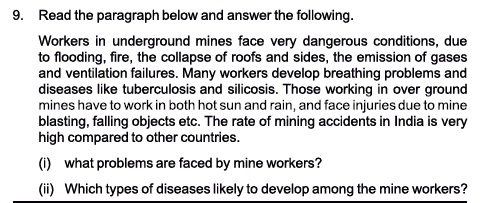 9. Read the paragraph below and answer the following.
Workers in underground mines face very dangerous conditions, due
to flooding, fire, the collapse of roofs and sides, the emission of gases
and ventilation failures. Many workers develop breathing problems and
diseases like tuberculosis and silicosis. Those working in over ground
mines have to work in both hot sun and rain, and face injuries due to mine
blasting, falling objects etc. The rate of mining accidents in India is very
high compared to other countries.
(i) what problems are faced by mine workers?
(ii) Which types of diseases likely to develop among the mine workers?